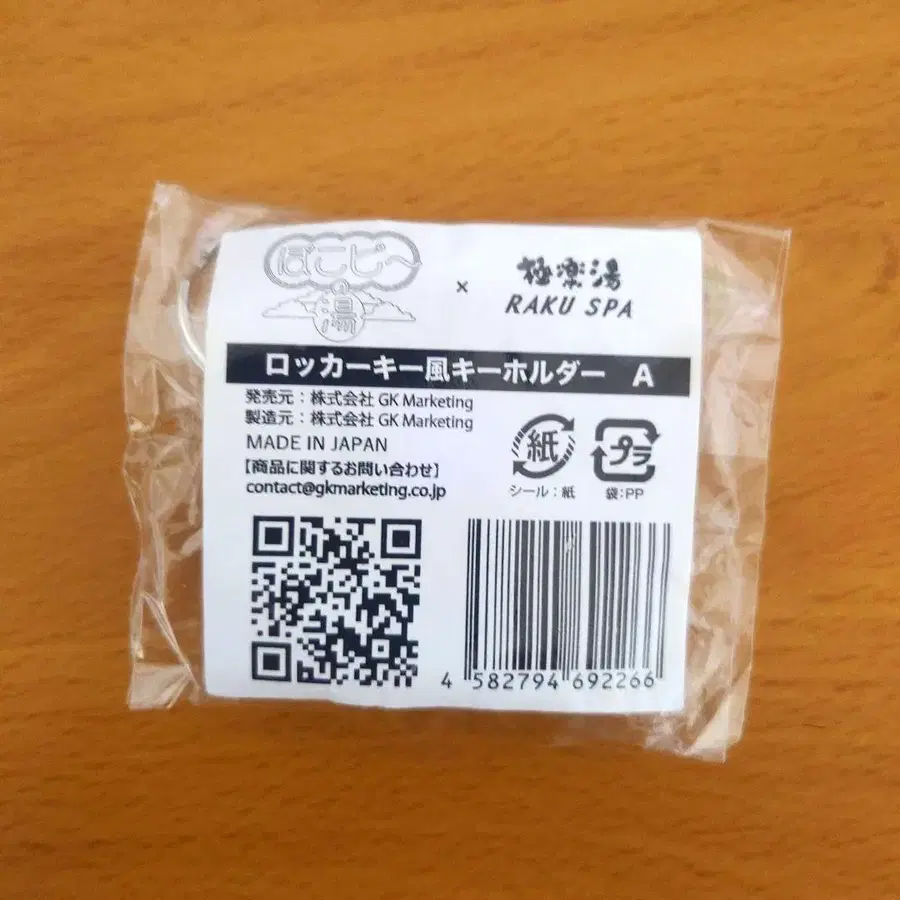 ぽこピ〜の湯
×
極楽湯
RAKU SPA
ロッカーキー風キーホルダー A
発売元：株式会社 GK Marketing
製造元：株式会社 GK Marketing
MADE IN JAPAN
【商品に関するお問い合わせ】
contact@gkmarketing.co.jp
紙
シール：紙
プラ
袋:PP
4 582794 692266